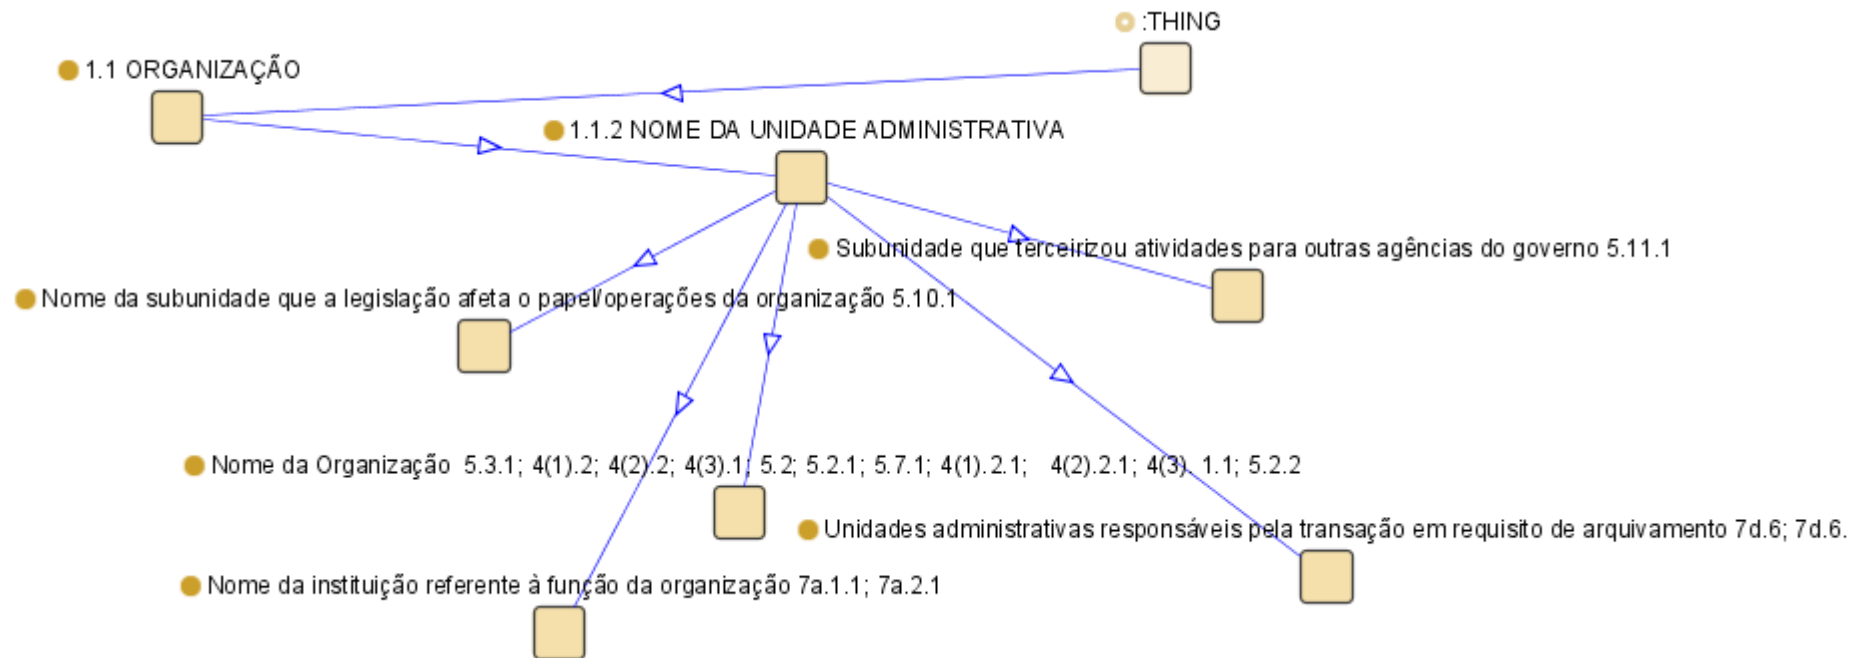 :THING
1.1 ORGANIZAÇÃO
1.1.2 NOME DA UNIDADE ADMINISTRATIVA
Subunidade que terceirizou atividades para outras agências do governo 5.11.1
Nome da subunidade que a legislação afeta o papel/operações da organização 5.10.1
Nome da Organização 5.3.1; 4(1).2; 4(2).2; 4(3).1; 5.2; 5.2.1; 5.7.1; 4(1).2.1; 4(2).2.1; 4(3). 1.1; 5.2.2
Unidades administrativas responsáveis pela transação em requisito de arquivamento 7d.6; 7d.6.
Nome da instituição referente à função da organização 7a.1.1; 7a.2.1